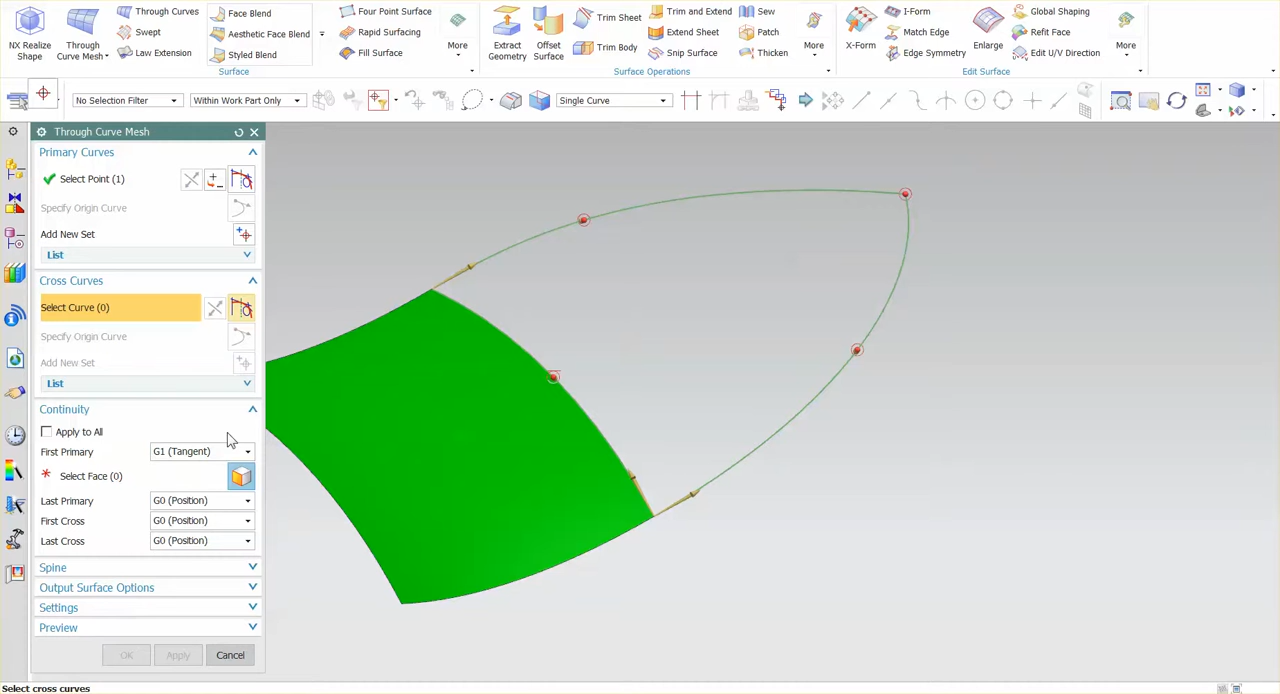 Through Curves
Face Blend
Four Point Surface
Trim Sheet
Trim and Extend
Sew
I-Form
Global Shaping
Swept
Aesthetic Face Blend
Rapid Surfacing
Extend Sheet
Patch
Match Edge
Refit Face
NX Realize Shape
Through Curve Mesh
Law Extension
Styled Blend
Fill Surface
More
Extract Geometry
Offset Surface
Trim Body
Snip Surface
Thicken
More
X-Form
Edge Symmetry
Enlarge
Edit U/V Direction
More
Surface
Surface Operations
Edit Surface
No Selection Filter
Within Work Part Only
Single Curve
Through Curve Mesh
Primary Curves
Select Point (1)
Specify Origin Curve
Add New Set
List
Cross Curves
Select Curve (0)
Specify Origin Curve
Add New Set
List
Continuity
Apply to All
First Primary G1 (Tangent)
* Select Face (0)
Last Primary G0 (Position)
First Cross G0 (Position)
Last Cross G0 (Position)
Spine
Output Surface Options
Settings
Preview
OK Apply Cancel
Select cross curves